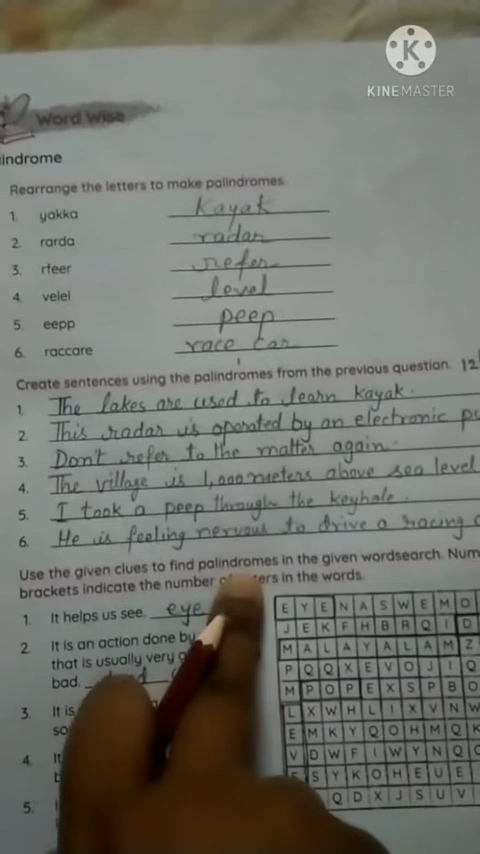 KINEMASTER
Word Wise
indrome
Rearrange the letters to make palindromes.
1. yakka kayak
2. rarda radar
3. rfeer refer
4. velel level
5. eepp peep
6. raccare race car
Create sentences using the palindromes from the previous question. 12
1. The lakes are used to learn kayak.
2. This radar is operated by an electronic
3. Don't refer to the matter again.
4. The village is 1,000 meters above sea level
5. I took a peep through the keyhole.
6. He is feeling nervous to drive a racing
Use the given clues to find palindromes in the given wordsearch. Num
brackets indicate the number in the words.
1. It helps us see. eye
2. It is an action done by
that is usually very
bad.
3. It is
so
4. It
5.
E Y E N A S W E M O
J E K F H B R Q I D
M A L A Y A L A M Z
P Q Q X E V O J I Q
M P O P E X S P B O
L X W H L I X V N W
E M K Y Q O H M Q K
V D W F I W Y N Q
S Y K O H E U E
Q D X J S U V